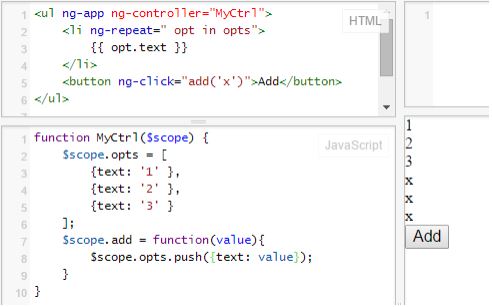 1 <ul ng-app ng-controller="MyCtrl">
HTML
2 <li ng-repeat=" opt in opts">
3 {{ opt.text }}
4 </li>
5 <button ng-click="add('x')">Add</button>
6 </ul>
1 function MyCtrl($scope) {
JavaScript
2 $scope.opts = [
3 {text: '1' },
4 {text: '2' },
5 {text: '3' }
6 ];
7 $scope.add = function(value){
8 $scope.opts.push({text: value});
9 }
10 }
1
1
2
3
x
x
x
Add